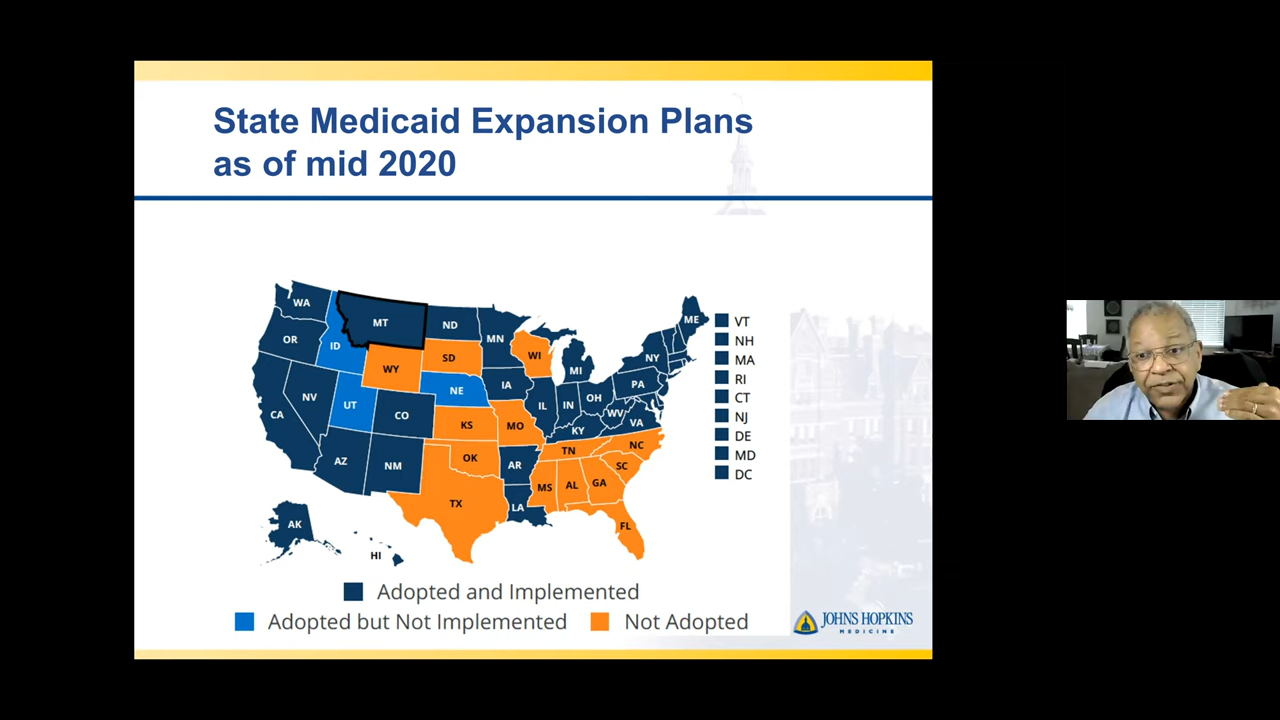 State Medicaid Expansion Plans
as of mid 2020
WA
MT
ND
MN
ME
VT
OR
ID
SD
WI
NY
NH
WY
MI
MA
NV
NE
IA
PA
RI
UT
IL
IN
OH
CT
CA
CO
KS
MO
WV
VA
NJ
KY
DE
AZ
NM
OK
AR
TN
NC
MD
SC
DC
TX
LA
MS
AL
GA
AK
FL
HI
Adopted and Implemented
Adopted but Not Implemented
Not Adopted
JOHNS HOPKINS
MEDICINE